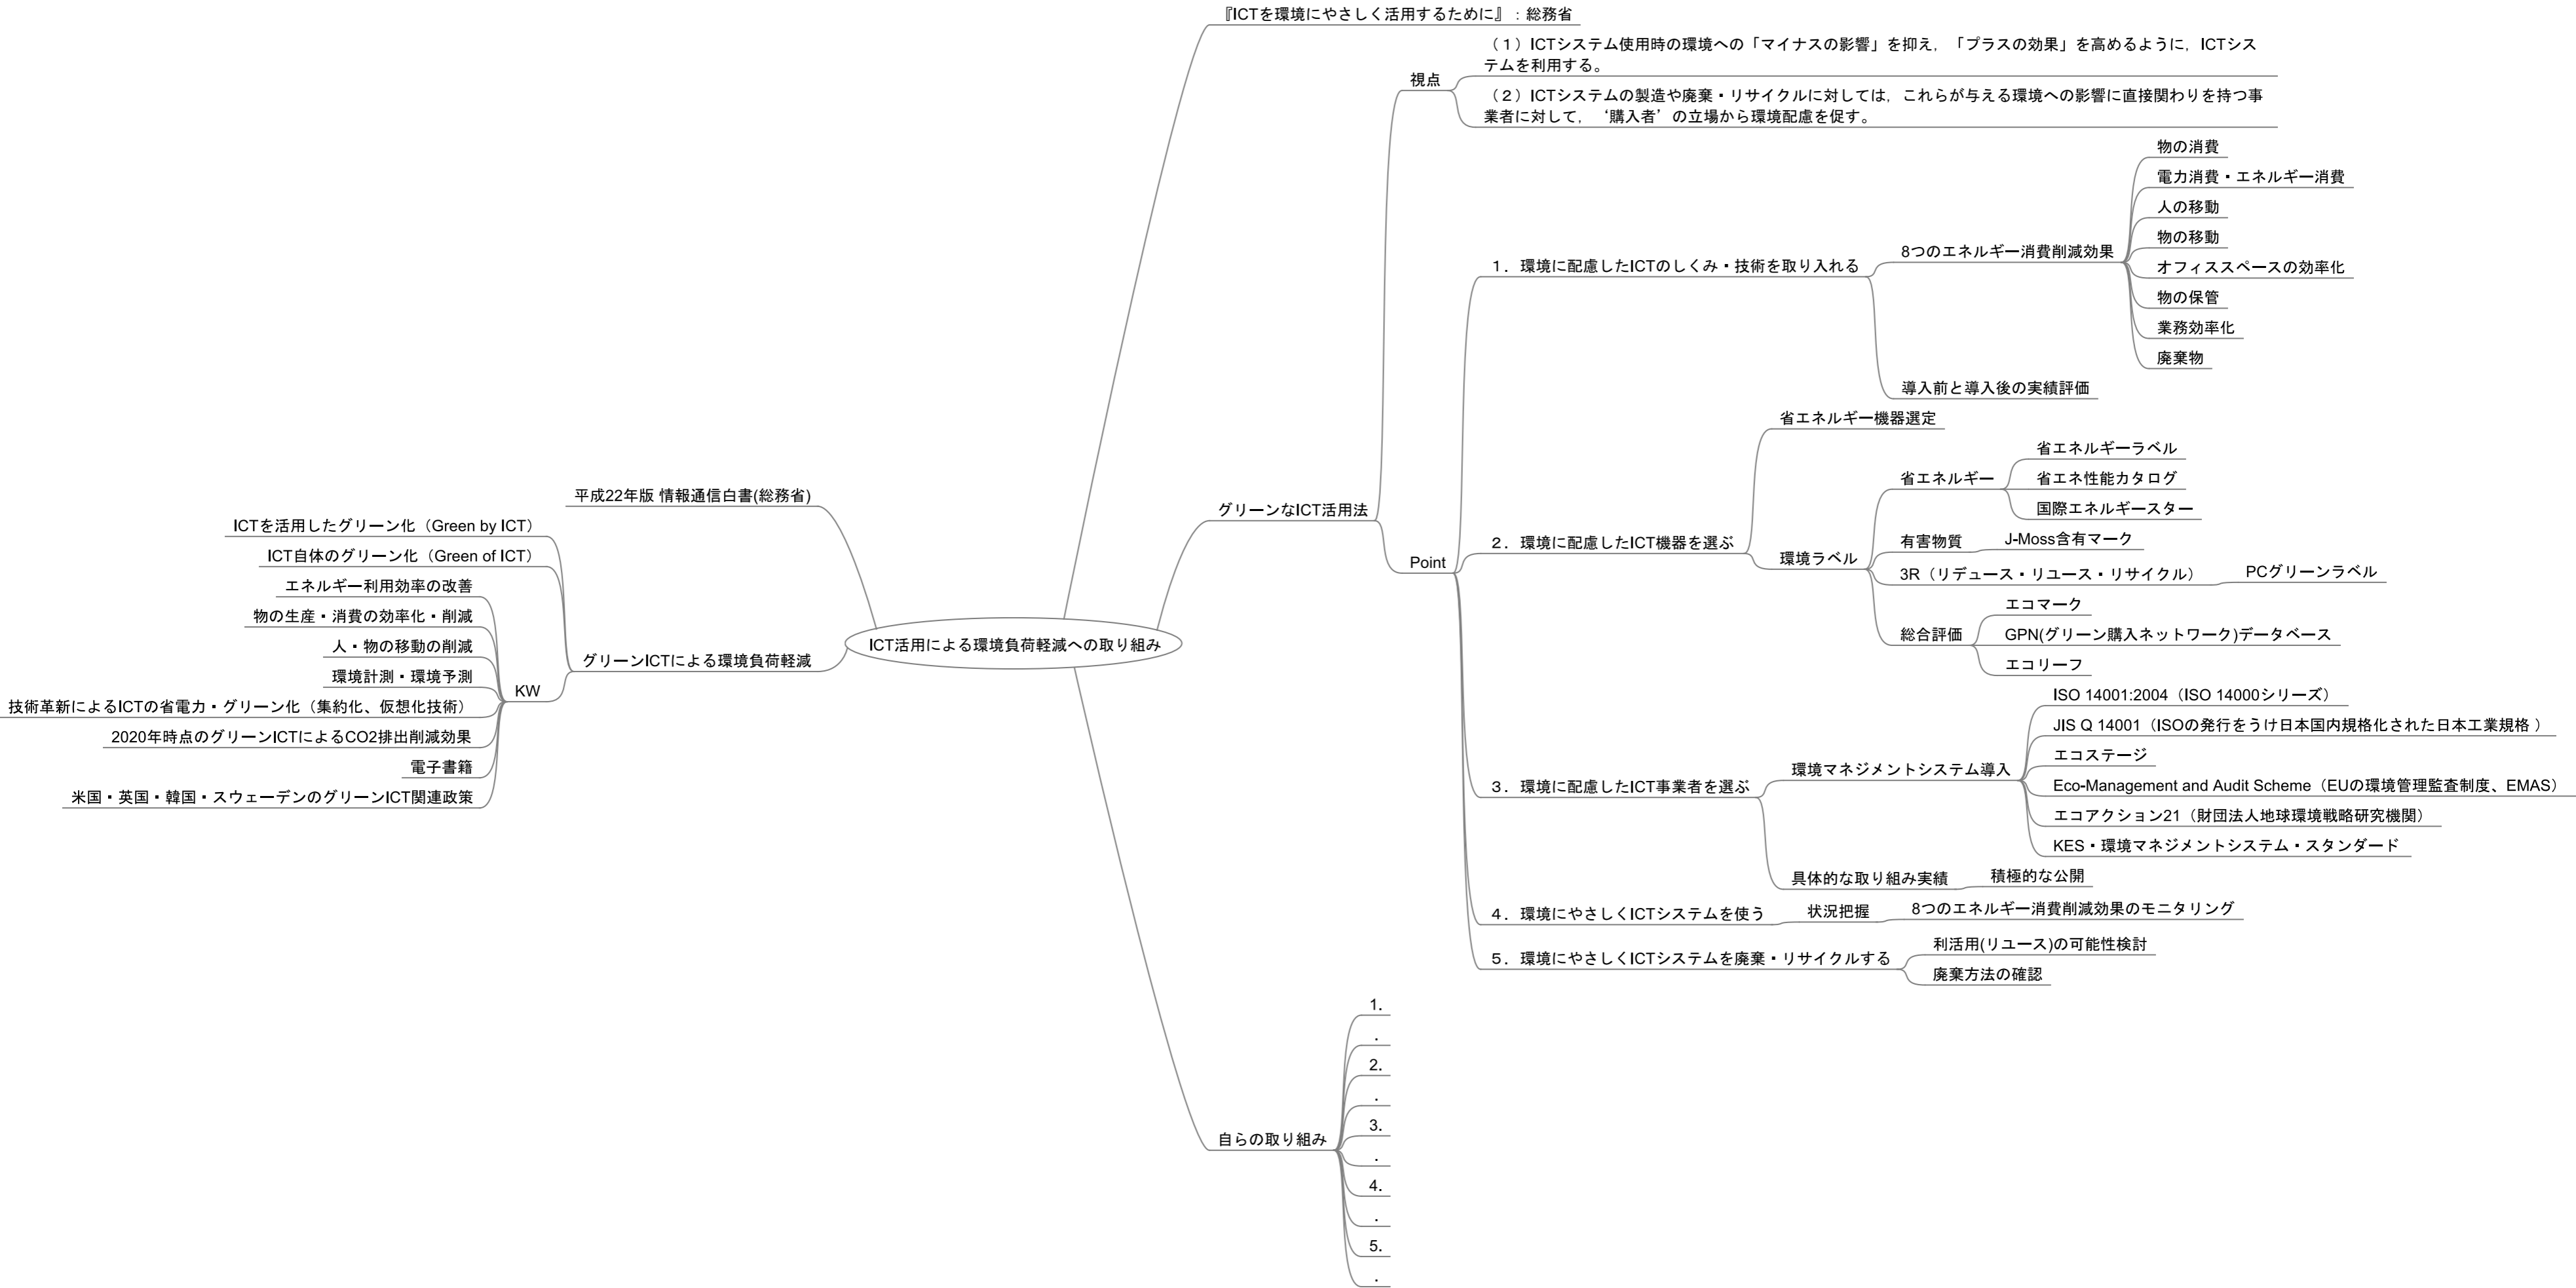 『ICTを環境にやさしく活用するために』：総務省
（１）ICTシステム使用時の環境への「マイナスの影響」を抑え，「プラスの効果」を高めるように，ICTシス
テムを利用する。
視点
（２）ICTシステムの製造や廃棄・リサイクルに対しては，これらが与える環境への影響に直接関わりを持つ事
業者に対して，‘購入者’の立場から環境配慮を促す。
物の消費
電力消費・エネルギー消費
人の移動
物の移動
8つのエネルギー消費削減効果
１．環境に配慮したICTのしくみ・技術を取り入れる
オフィススペースの効率化
物の保管
業務効率化
廃棄物
導入前と導入後の実績評価
省エネルギー機器選定
省エネルギーラベル
省エネルギー
省エネ性能カタログ
国際エネルギースター
グリーンなICT活用法
２．環境に配慮したICT機器を選ぶ
有害物質
J-Moss含有マーク
環境ラベル
Point
3R（リデュース・リユース・リサイクル）
PCグリーンラベル
エコマーク
総合評価
GPN(グリーン購入ネットワーク)データベース
エコリーフ
ISO 14001:2004（ISO 14000シリーズ）
JIS Q 14001（ISOの発行をうけ日本国内規格化された日本工業規格 ）
エコステージ
環境マネジメントシステム導入
３．環境に配慮したICT事業者を選ぶ
Eco-Management and Audit Scheme（EUの環境管理監査制度、EMAS）
エコアクション21（財団法人地球環境戦略研究機関）
KES・環境マネジメントシステム・スタンダード
具体的な取り組み実績
積極的な公開
４．環境にやさしくICTシステムを使う
状況把握
8つのエネルギー消費削減効果のモニタリング
５．環境にやさしくICTシステムを廃棄・リサイクルする
利活用(リユース)の可能性検討
廃棄方法の確認
平成22年版 情報通信白書(総務省)
ICTを活用したグリーン化（Green by ICT）
ICT自体のグリーン化（Green of ICT）
エネルギー利用効率の改善
物の生産・消費の効率化・削減
人・物の移動の削減
グリーンICTによる環境負荷軽減
ICT活用による環境負荷軽減への取り組み
環境計測・環境予測
KW
技術革新によるICTの省電力・グリーン化（集約化、仮想化技術）
2020年時点のグリーンICTによるCO2排出削減効果
電子書籍
米国・英国・韓国・スウェーデンのグリーンICT関連政策
自らの取り組み
1.
.
2.
.
3.
.
4.
.
5.
.